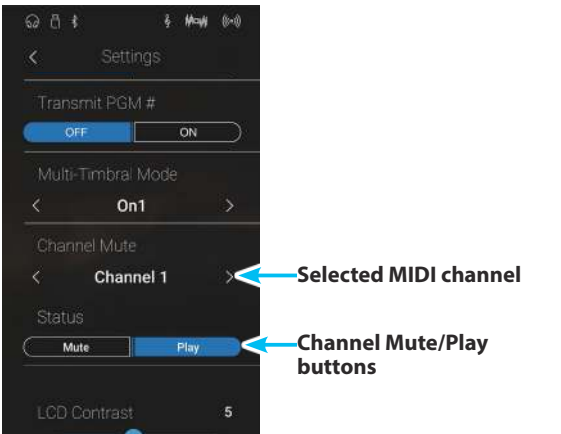 Settings
Transmit PGM #
OFF ON
Multi-Timbral Mode
On1
Channel Mute
Channel 1
Selected MIDI channel
Status
Mute Play
Channel Mute/Play
buttons
LCD Contrast 5